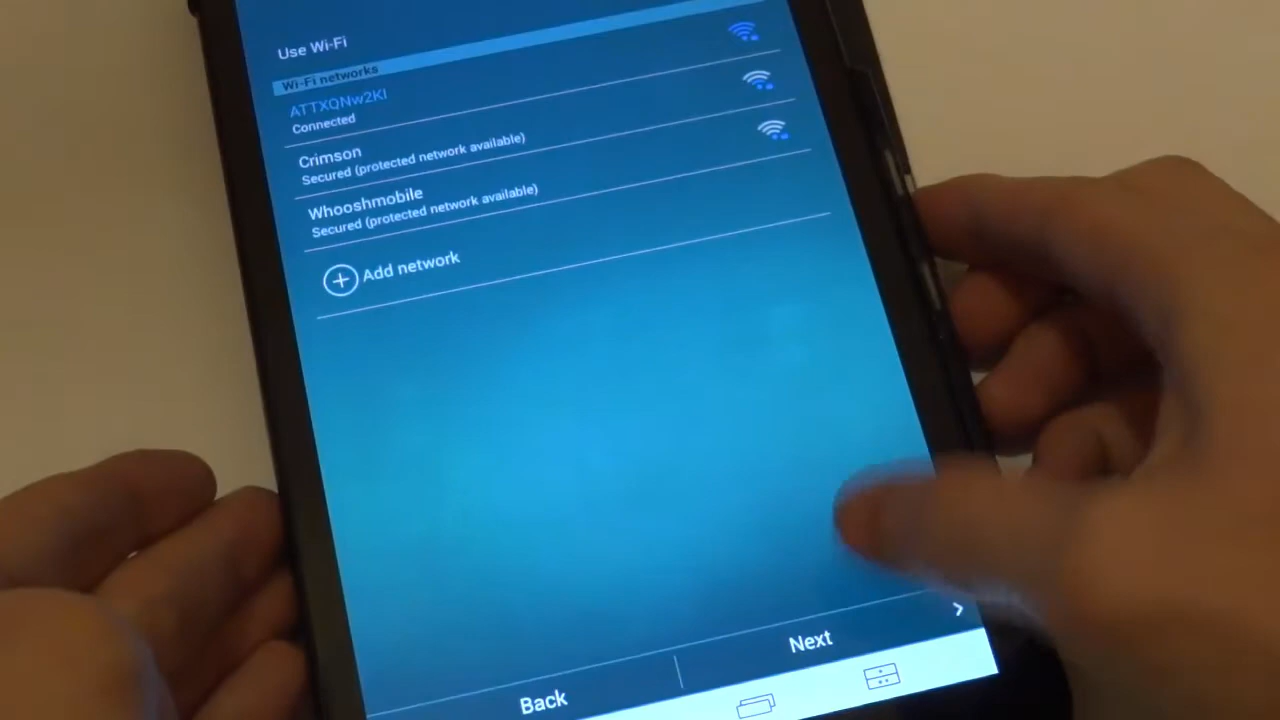 Use Wi-Fi
Wi-Fi networks
ATTXQNw2KI
Connected
Crimson
Secured (protected network available)
Whooshmobile
Secured (protected network available)
Add network
Next
Back